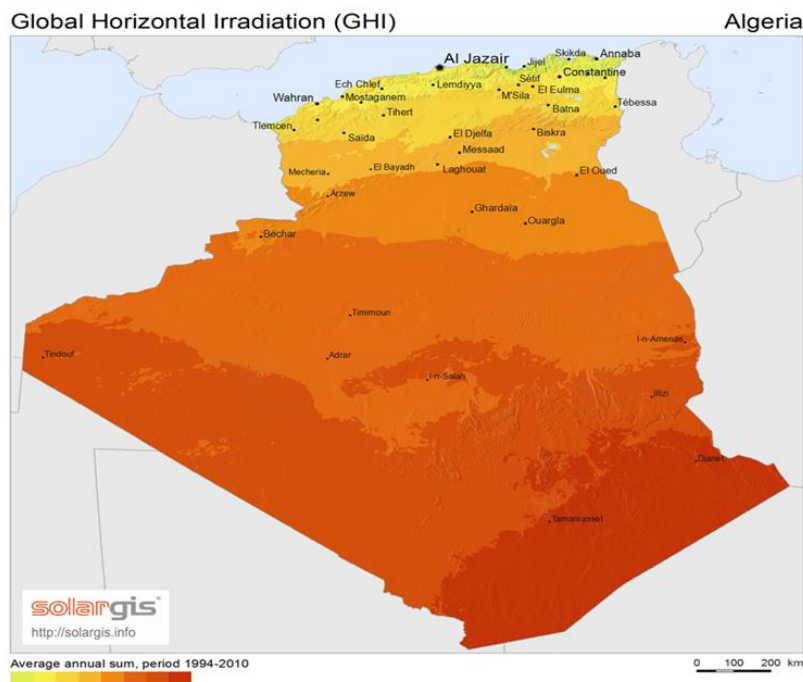 Global Horizontal Irradiation (GHI)
Algeria
Al Jazair
Jijel
Skikda
Annaba
Constantine
Sétif
El Eulma
M'Sila
Lemdiyya
Ech Chlef
Mostaganem
Wahran
Tihert
Tlemcen
Saida
El Djelfa
Batna
Biskra
Tébessa
Messaad
Laghouat
El Bayadh
Mecheria
El Oued
Arzew
Ghardaïa
Ouargla
Béchar
Timimoun
I-n-Amenas
Tindouf
Adrar
I-n-Salah
Illizi
Djanet
Tamanrasset
solargis
http://solargis.info
Average annual sum, period 1994-2010
0 100 200 km